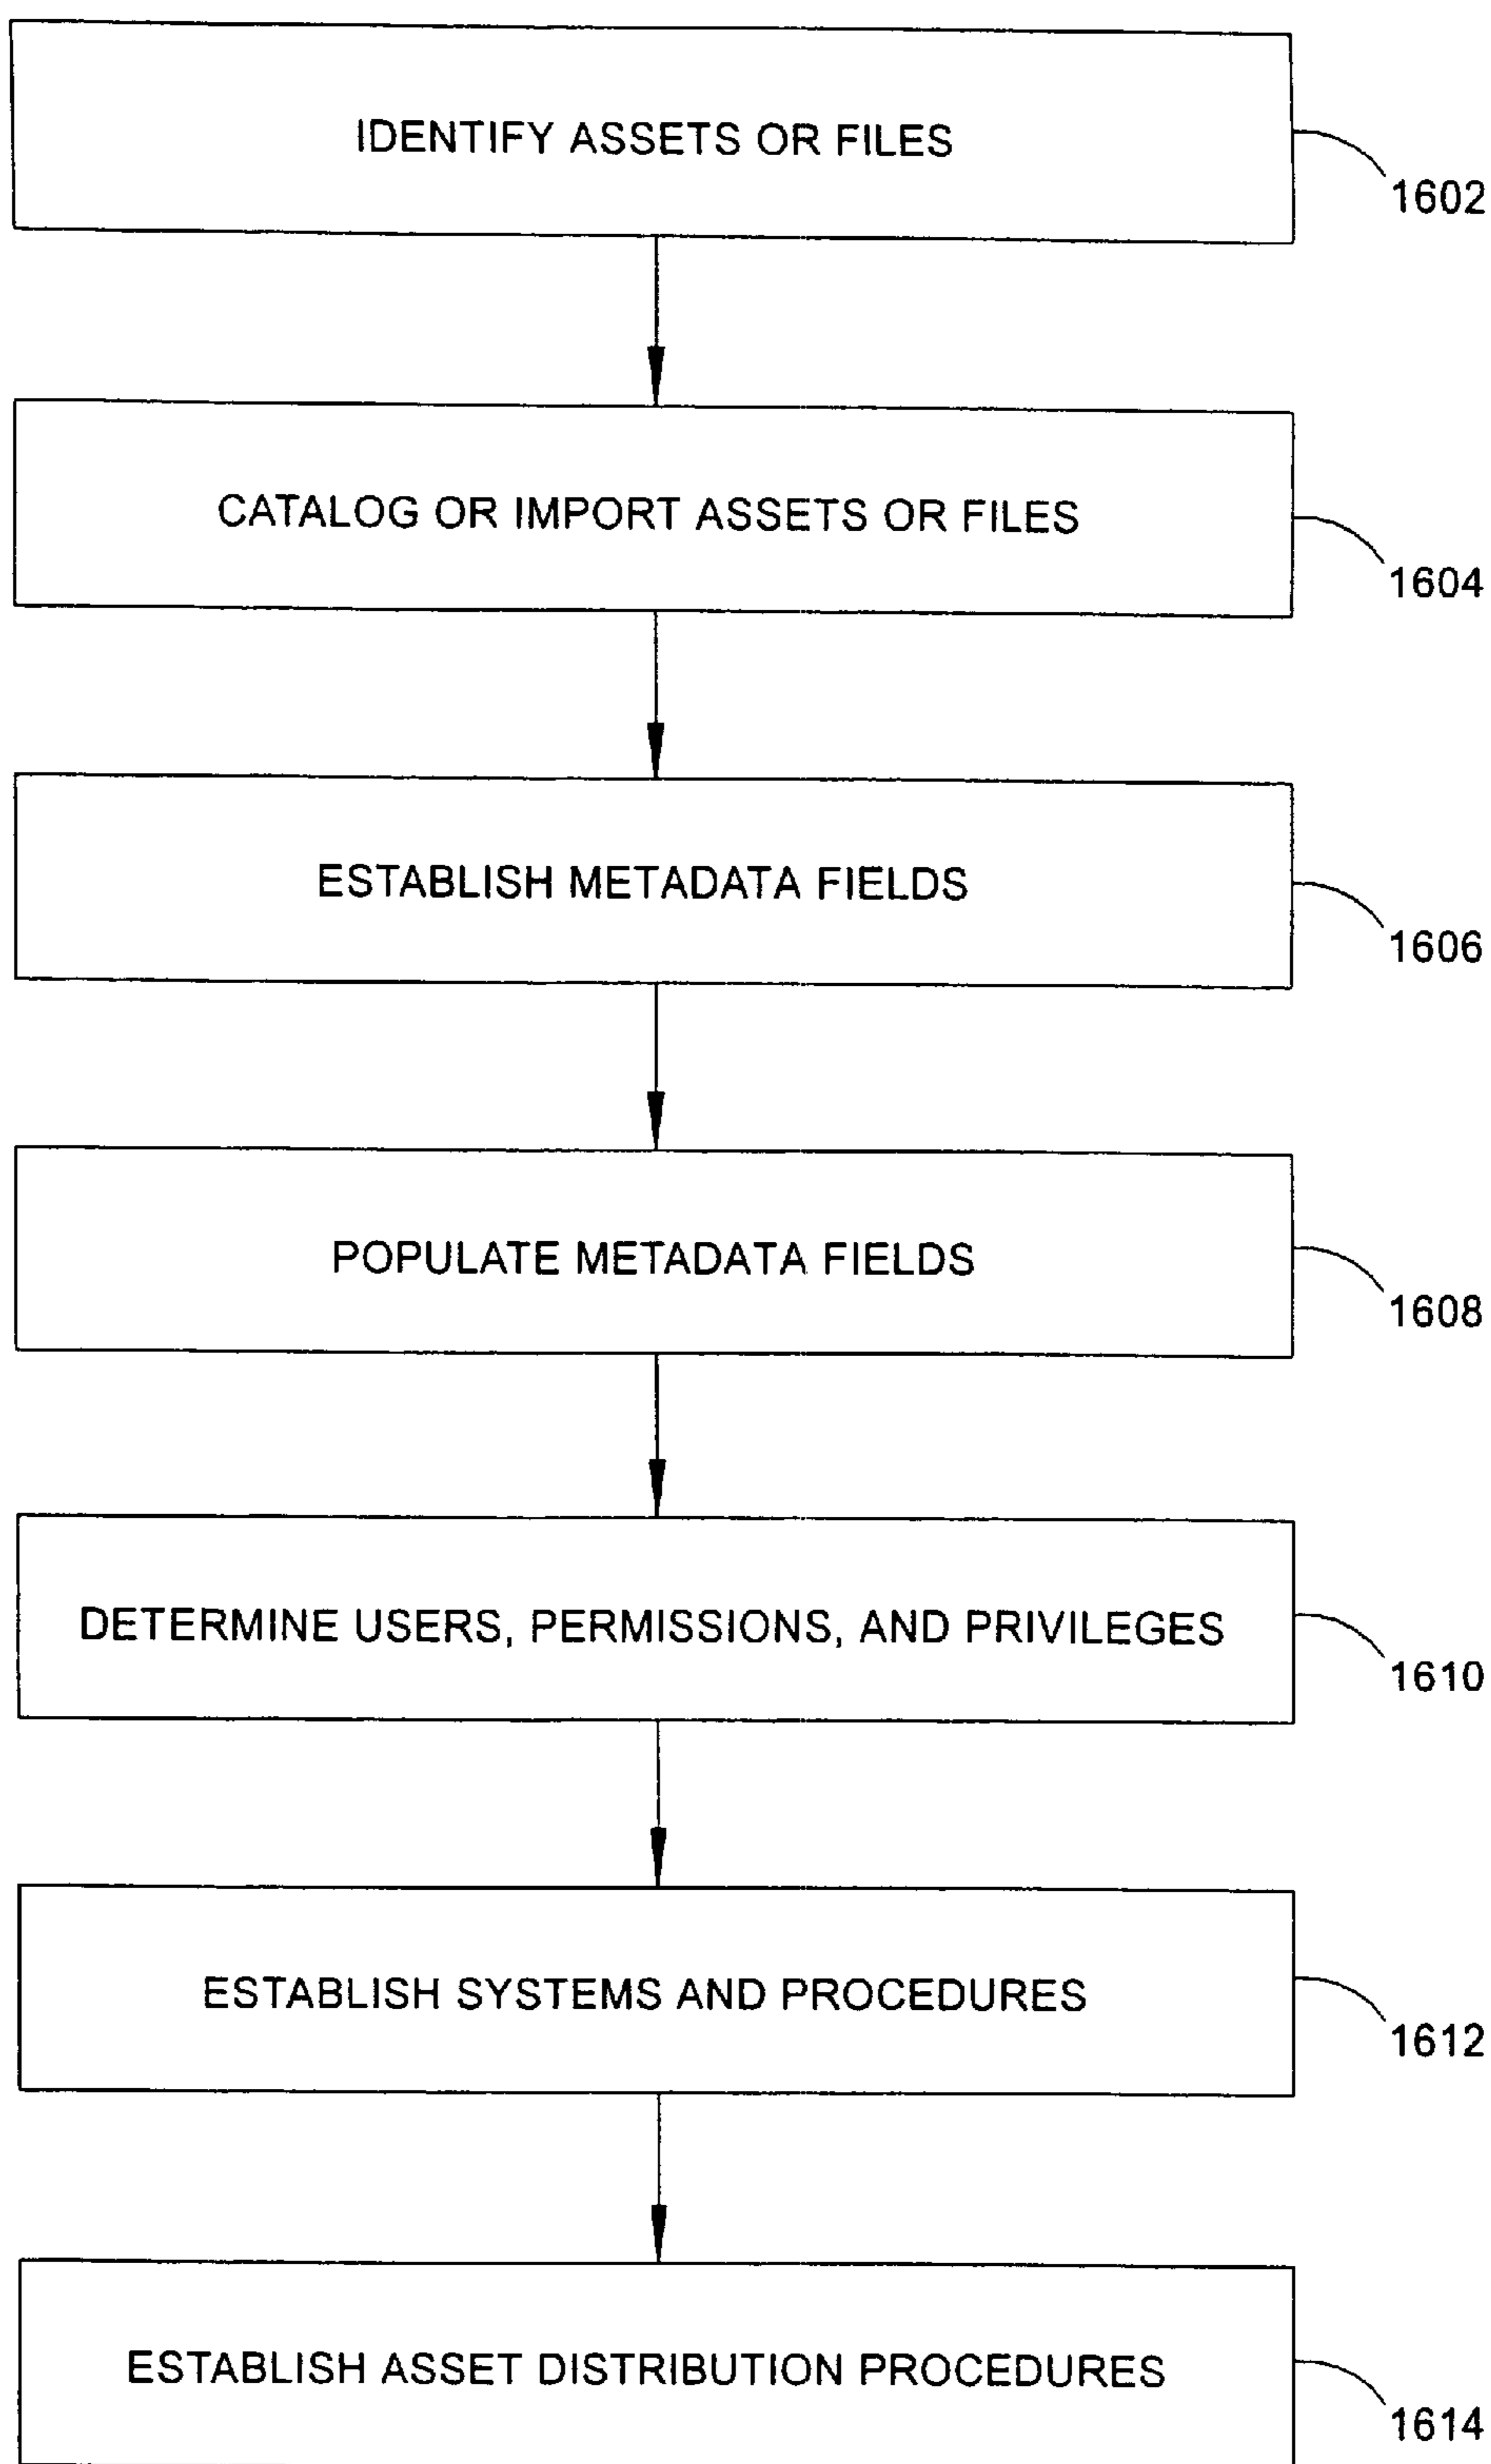 IDENTIFY ASSETS OR FILES
1602
CATALOG OR IMPORT ASSETS OR FILES
1604
ESTABLISH METADATA FIELDS
1606
POPULATE METADATA FIELDS
1608
DETERMINE USERS, PERMISSIONS, AND PRIVILEGES
1610
ESTABLISH SYSTEMS AND PROCEDURES
1612
ESTABLISH ASSET DISTRIBUTION PROCEDURES
1614